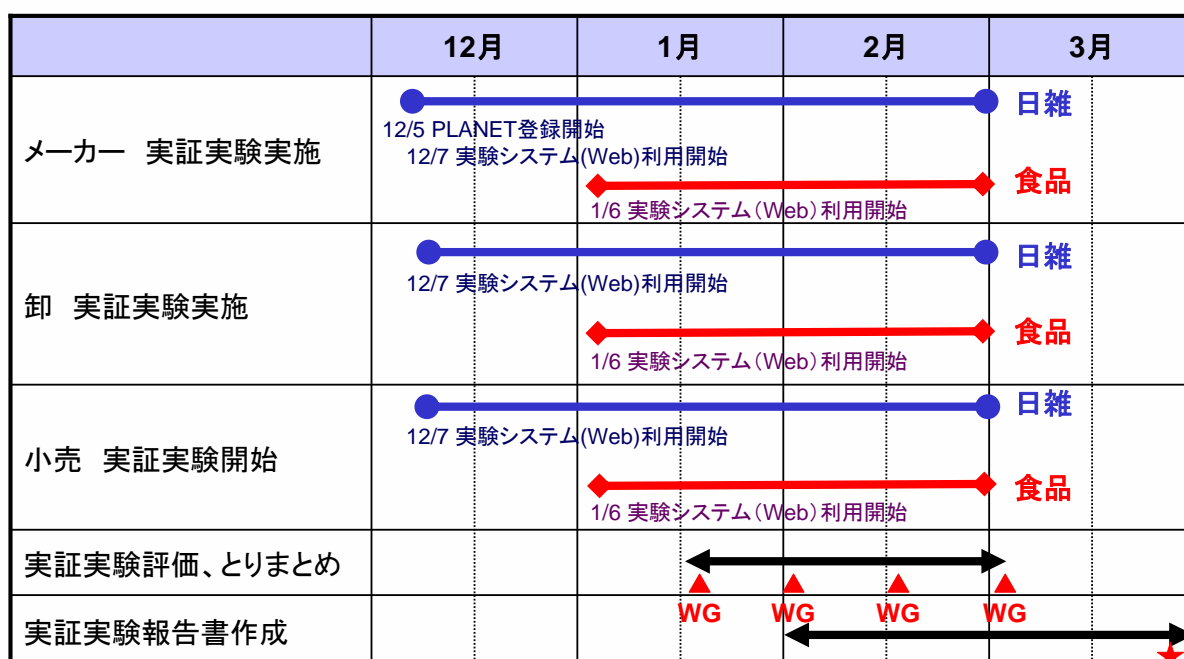 12月 1月 2月 3月
日雑
12/5 PLANET登録開始
メーカー 実証実験実施
12/7 実験システム(Web)利用開始
食品
1/6 実験システム（Web）利用開始
日雑
12/7 実験システム(Web)利用開始
卸 実証実験実施
食品
1/6 実験システム（Web）利用開始
日雑
12/7 実験システム(Web)利用開始
小売 実証実験開始
食品
1/6 実験システム（Web）利用開始
実証実験評価、とりまとめ
WG WG WG WG
実証実験報告書作成